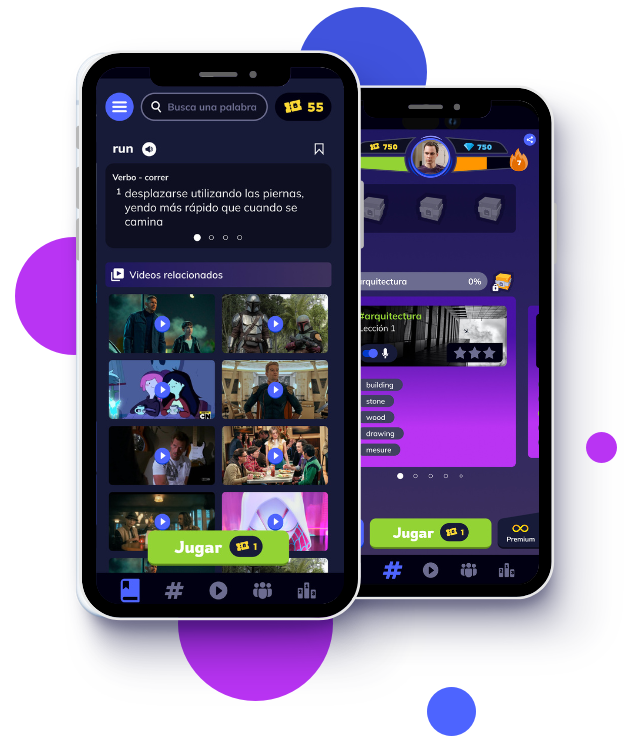 Busca una palabra
55
run
Verbo - correr
1 desplazarse utilizando las piernas,
yendo más rápido que cuando se
camina
Videos relacionados
CN
Jugar
1
750
750
7
arquitectura
0%
#arquitectura
Lección 1
building
stone
wood
drawing
mesure
Jugar
1
Premium